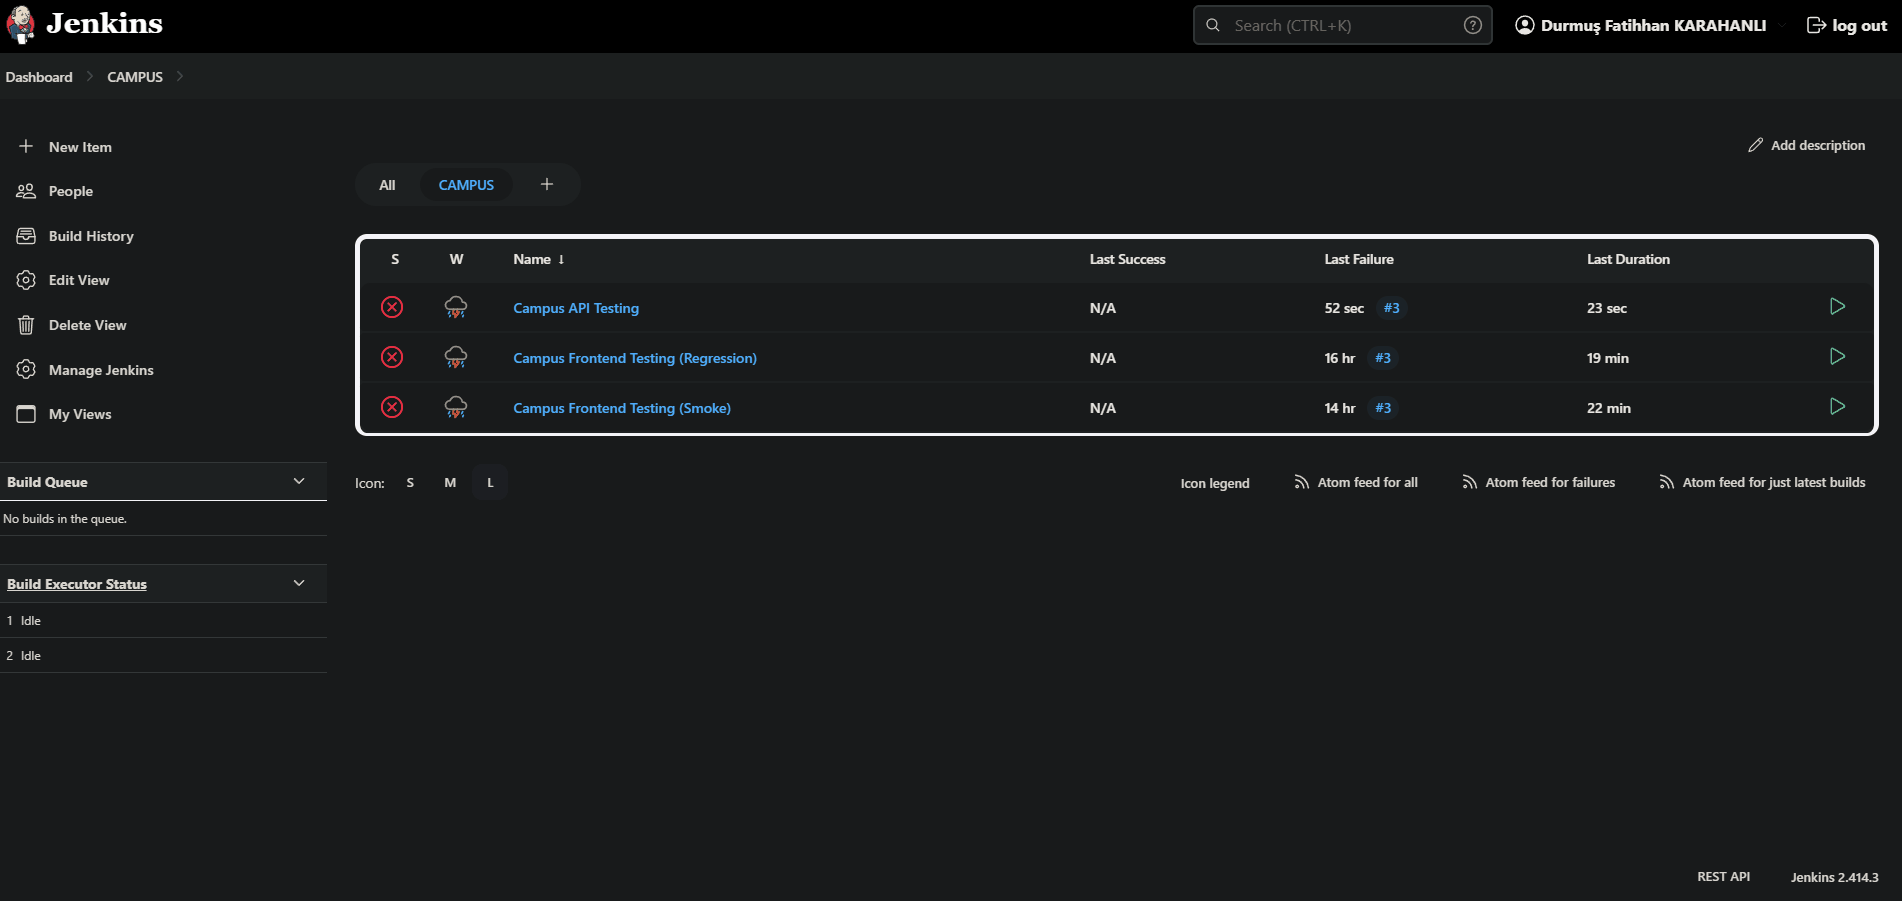 Jenkins
Search (CTRL+K)
Durmuş Fatihhan KARAHANLI
log out
Dashboard
CAMPUS
New Item
People
Build History
Edit View
Delete View
Manage Jenkins
My Views
Build Queue
No builds in the queue.
Build Executor Status
1 Idle
2 Idle
Add description
All CAMPUS +
S W Name ↓ Last Success Last Failure Last Duration
Campus API Testing N/A 52 sec #3 23 sec
Campus Frontend Testing (Regression) N/A 16 hr #3 19 min
Campus Frontend Testing (Smoke) N/A 14 hr #3 22 min
Icon: S M L
Icon legend
Atom feed for all
Atom feed for failures
Atom feed for just latest builds
REST API
Jenkins 2.414.3